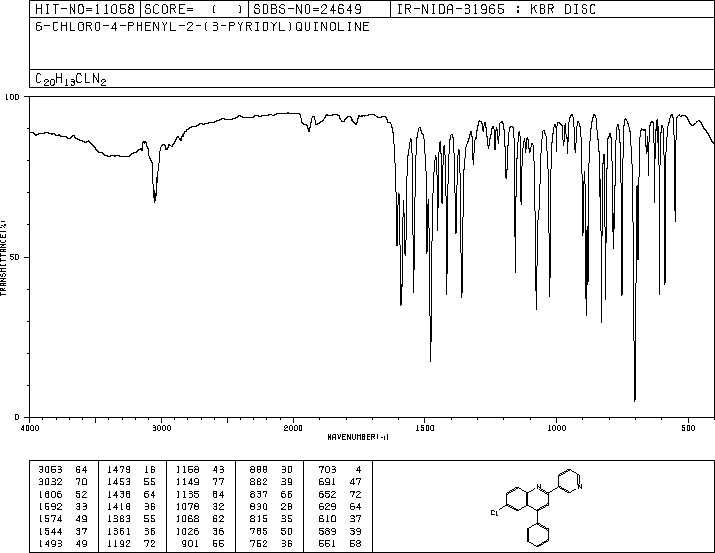 HIT-NO=11058 SCORE= ( ) SDBS-NO=24649 IR-NIDA-31965 : KBR DISC
6-CHLORO-4-PHENYL-2-(3-PYRIDYL)QUINOLINE
C20H13CLN2
100
50
0
TRANSMITTANCE(%)
4000 3000 2000 1500 1000 500
WAVENUMBER(-1)
3053 64 1479 16 1158 43 888 30 703 4
3032 70 1453 55 1149 77 882 39 691 47
1606 52 1438 64 1135 64 837 66 652 72
1592 33 1418 36 1078 32 830 28 629 64
1574 49 1383 55 1068 62 815 35 610 37
1544 37 1361 36 1026 36 785 50 589 39
1493 49 1192 72 901 55 752 36 551 58
N
N
Cl